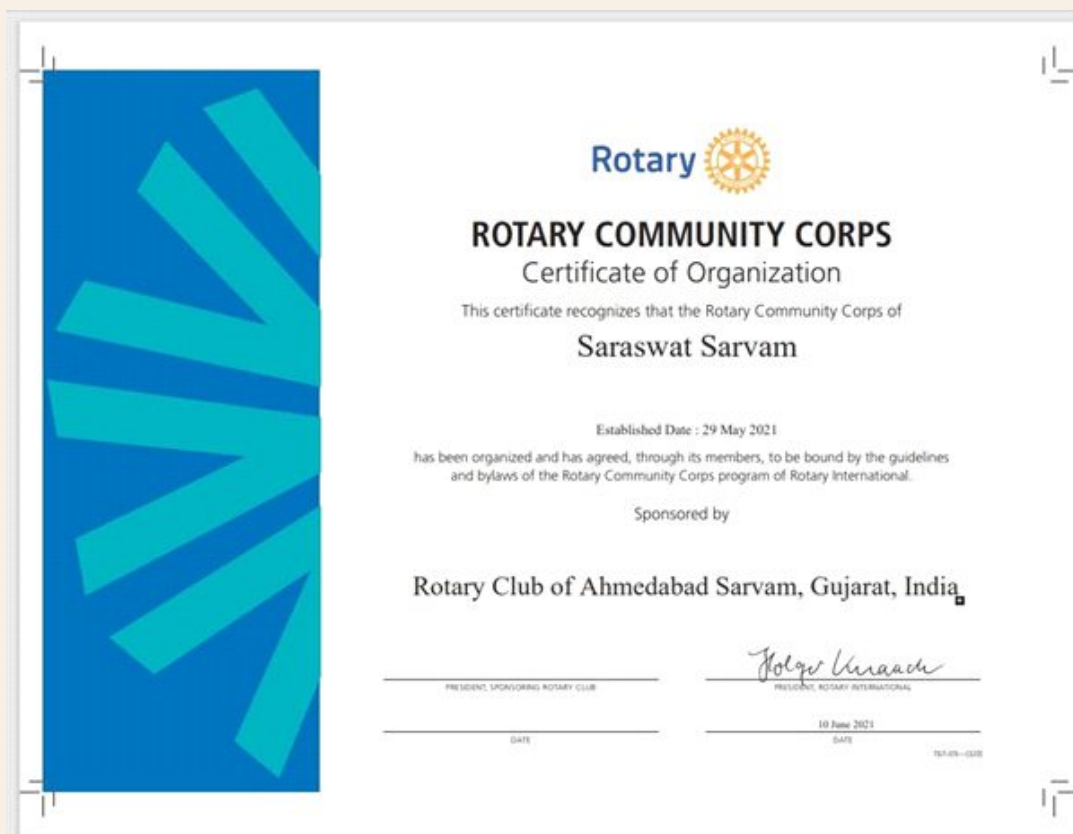 Rotary
ROTARY COMMUNITY CORPS
Certificate of Organization
This certificate recognizes that the Rotary Community Corps of
Saraswat Sarvam
Established Date : 29 May 2021
has been organized and has agreed, through its members, to be bound by the guidelines
and bylaws of the Rotary Community Corps program of Rotary International.
Sponsored by
Rotary Club of Ahmedabad Sarvam, Gujarat, India
Holger Knaack
PRESIDENT, SPONSORING ROTARY CLUB
PRESIDENT, ROTARY INTERNATIONAL
10 June 2021
DATE
DATE